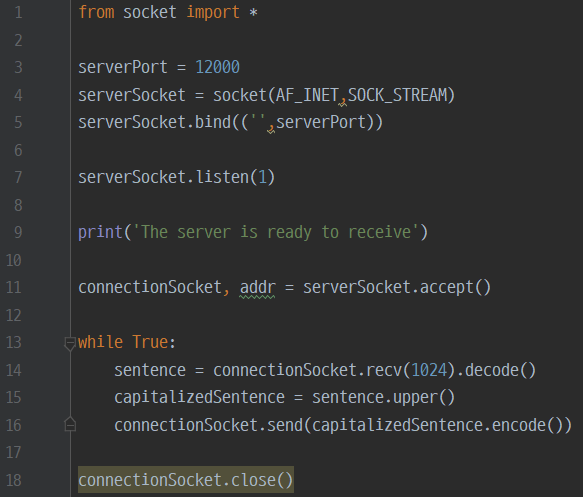 1 from socket import *
2
3 serverPort = 12000
4 serverSocket = socket(AF_INET,SOCK_STREAM)
5 serverSocket.bind(('',serverPort))
6
7 serverSocket.listen(1)
8
9 print('The server is ready to receive')
10
11 connectionSocket, addr = serverSocket.accept()
12
13 while True:
14     sentence = connectionSocket.recv(1024).decode()
15     capitalizedSentence = sentence.upper()
16     connectionSocket.send(capitalizedSentence.encode())
17
18 connectionSocket.close()